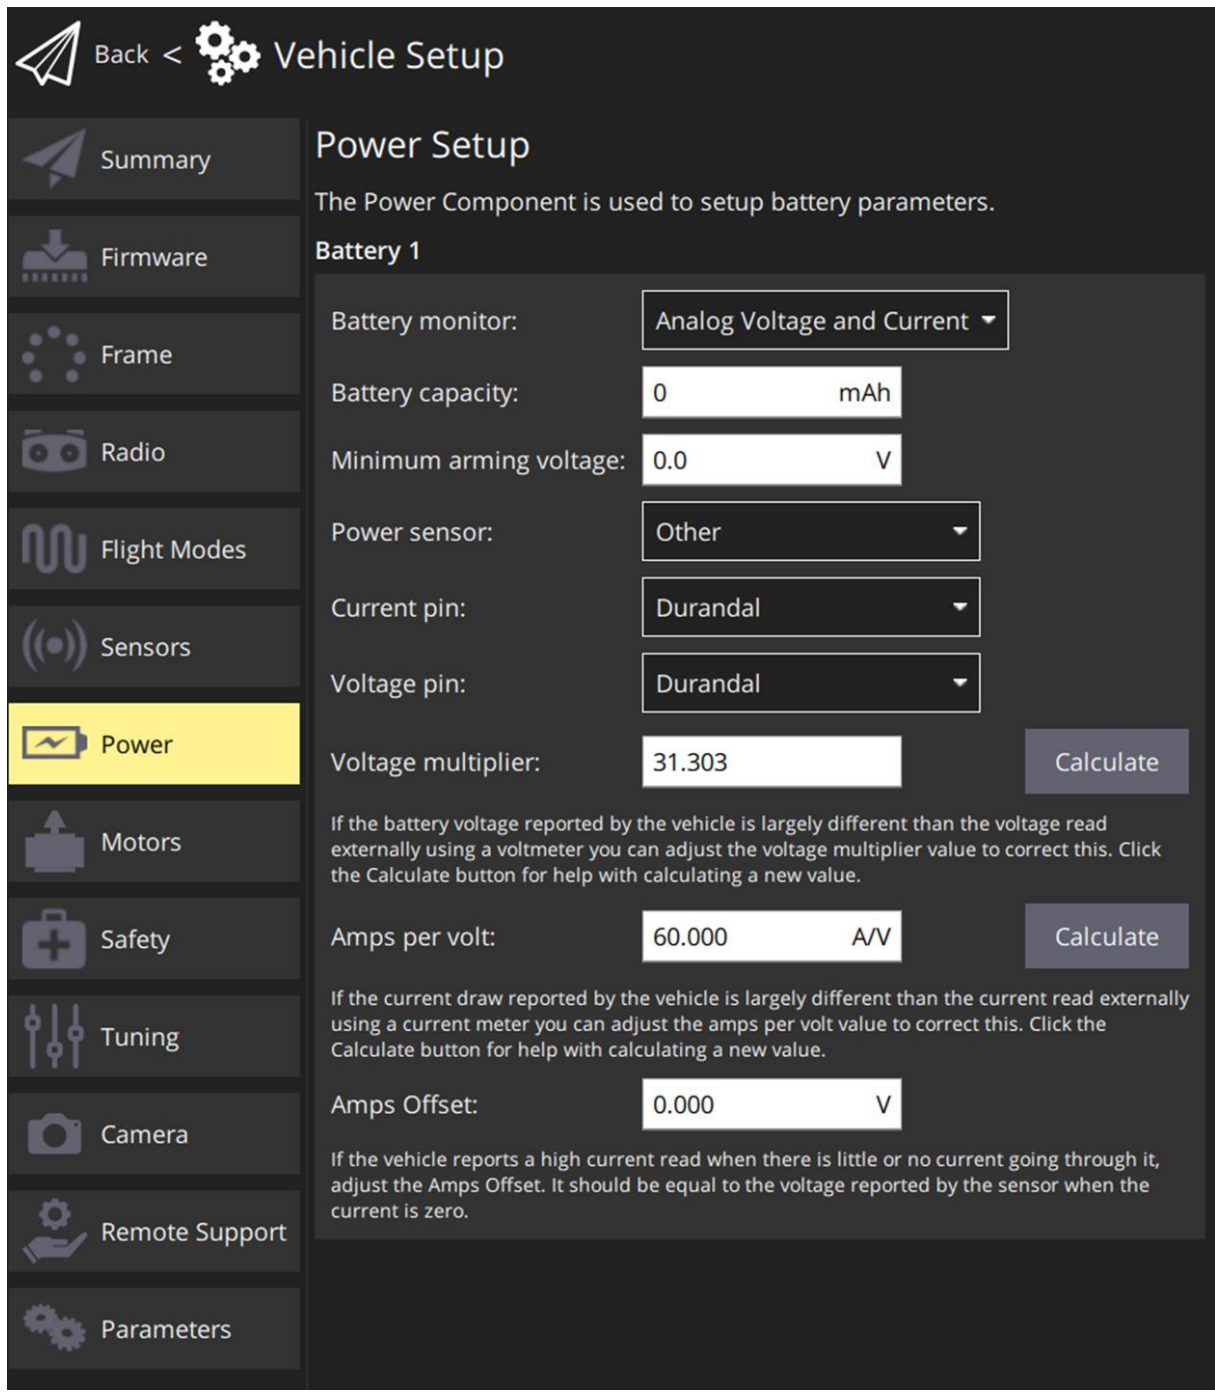 Back < Vehicle Setup
Summary
Firmware
Frame
Radio
Flight Modes
Sensors
Power
Motors
Safety
Tuning
Camera
Remote Support
Parameters
Power Setup
The Power Component is used to setup battery parameters.
Battery 1
Battery monitor: Analog Voltage and Current
Battery capacity: 0 mAh
Minimum arming voltage: 0.0 V
Power sensor: Other
Current pin: Durandal
Voltage pin: Durandal
Voltage multiplier: 31.303 Calculate
If the battery voltage reported by the vehicle is largely different than the voltage read
externally using a voltmeter you can adjust the voltage multiplier value to correct this. Click
the Calculate button for help with calculating a new value.
Amps per volt: 60.000 A/V Calculate
If the current draw reported by the vehicle is largely different than the current read externally
using a current meter you can adjust the amps per volt value to correct this. Click the
Calculate button for help with calculating a new value.
Amps Offset: 0.000 V
If the vehicle reports a high current read when there is little or no current going through it,
adjust the Amps Offset. It should be equal to the voltage reported by the sensor when the
current is zero.